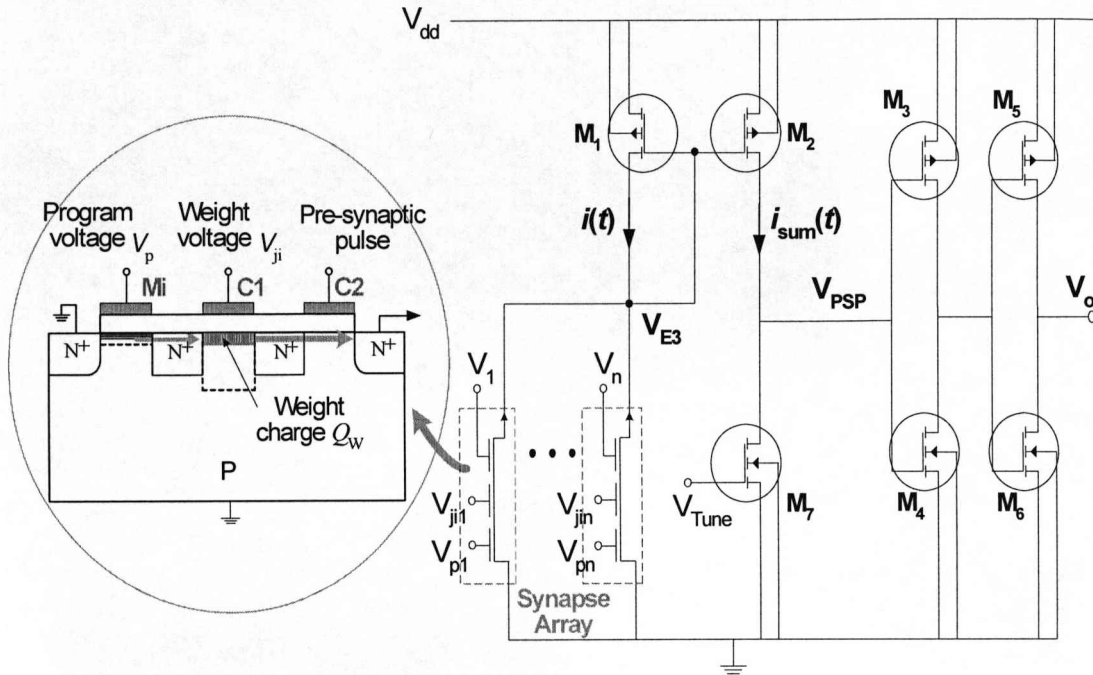 V_dd
M_1
M_2
M_3
M_5
Program
voltage V_p
Weight
voltage V_ji
Pre-synaptic
pulse
i(t)
i_sum(t)
Mi
C1
C2
V_PSP
V_o
N+
N+
N+
N+
V_E3
V_1
V_n
Weight
charge Q_W
P
V_ji1
V_jin
V_Tune
M_7
M_4
M_6
V_p1
V_pn
Synapse
Array